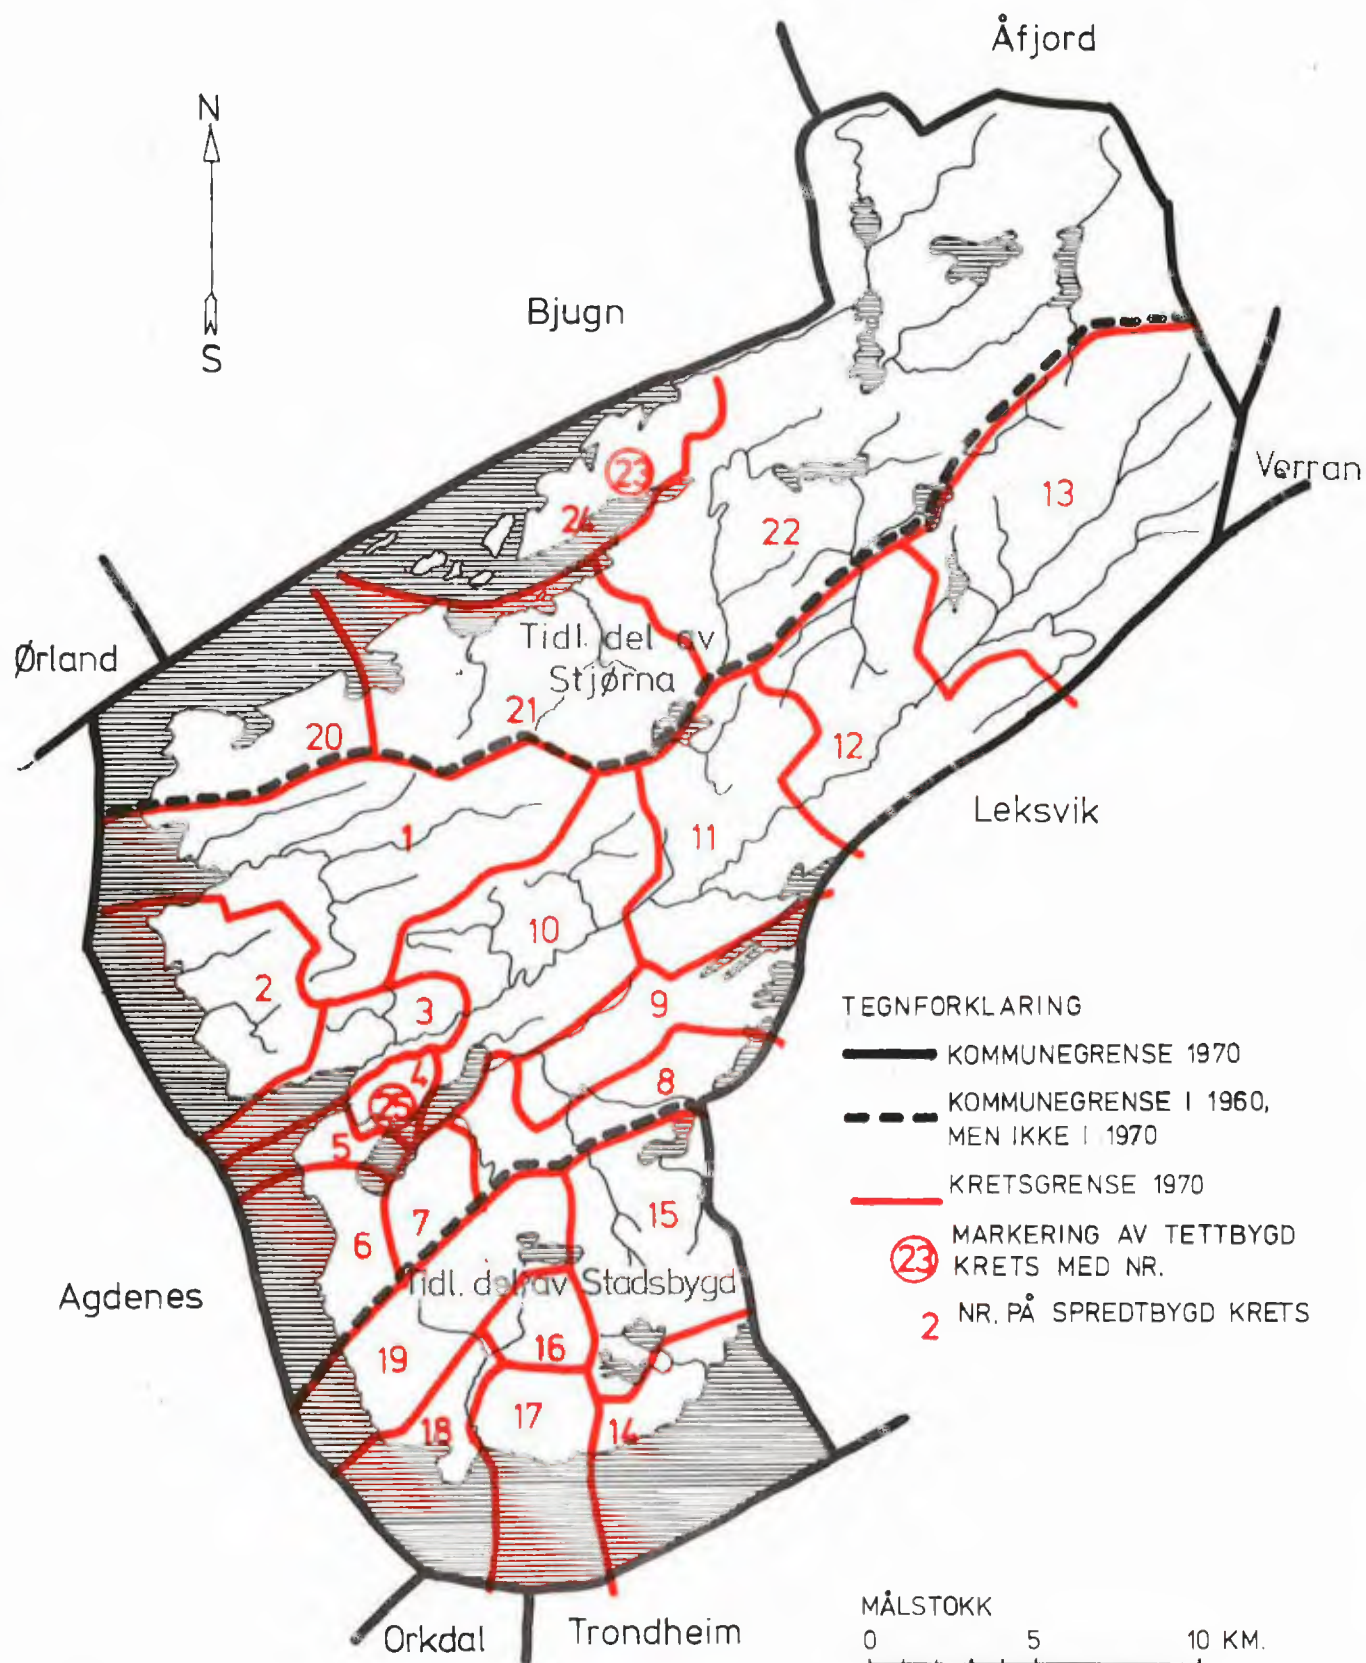 Åfjord
N
S
Bjugn
Verran
23
13
24
22
Tidl. del av
Stjørna
Ørland
21
20
12
Leksvik
1
11
10
2
3
9
4
8
25
5
7
15
6
Tidl. del av Stadsbygd
Agdenes
16
19
17
18
14
TEGNFORKLARING
KOMMUNEGRENSE 1970
KOMMUNEGRENSE I 1960,
MEN IKKE I 1970
KRETSGRENSE 1970
23 MARKERING AV TETTBYGD
KRETS MED NR.
2 NR. PÅ SPREDTBYGD KRETS
Orkdal
Trondheim
MÅLSTOKK
0 5 10 KM.